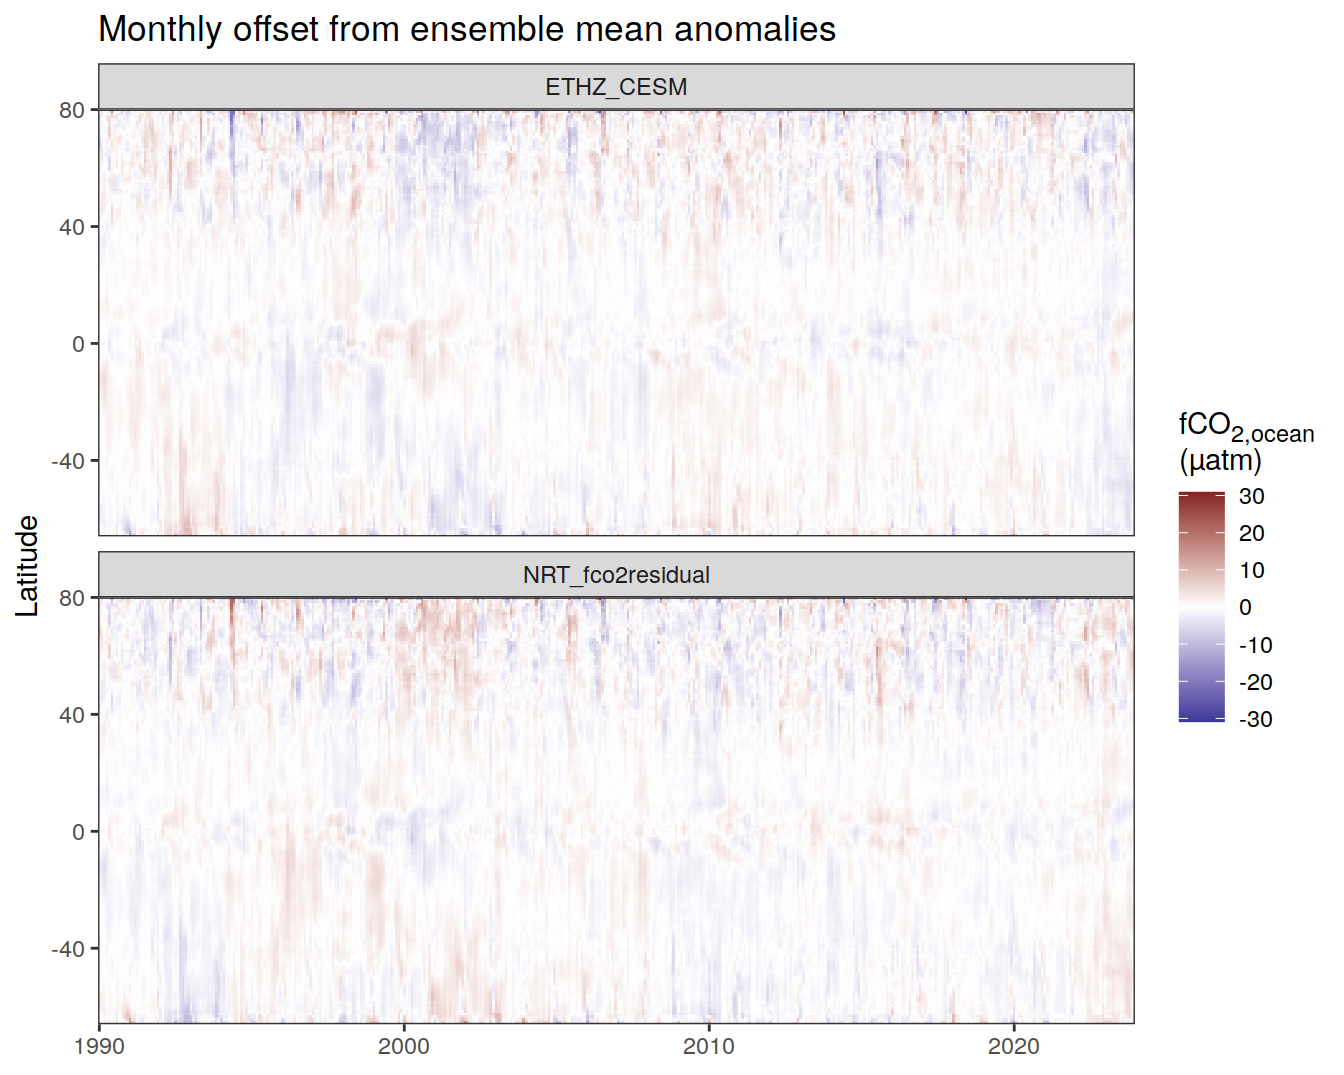 Monthly offset from ensemble mean anomalies
ETHZ_CESM
80
40
0
-40
Latitude
NRT_fco2residual
80
40
0
-40
1990 2000 2010 2020
fCO2,ocean
(µatm)
30
20
10
0
-10
-20
-30